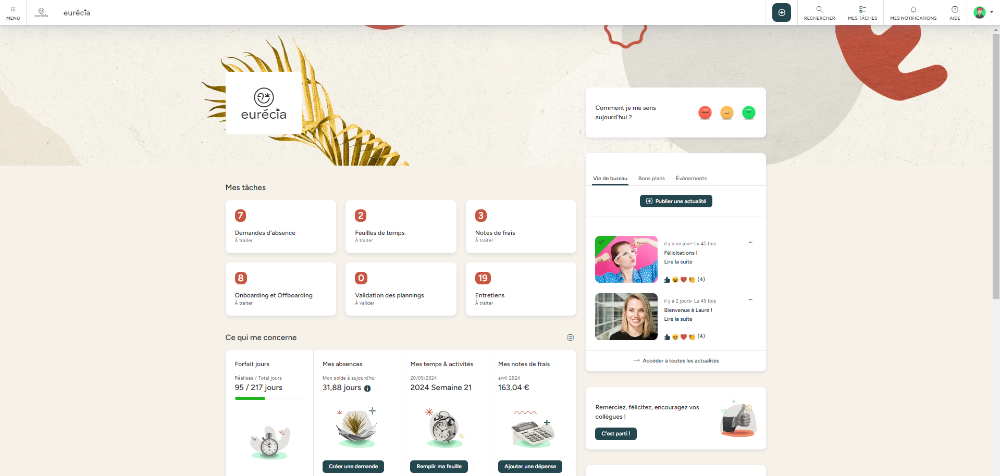 MENU
eurécia
eurécia
RECHERCHER
MES TÂCHES
MES NOTIFICATIONS
AIDE
eurécia
Comment je me sens
aujourd'hui ?
Vie de bureau
Bons plans
Évènements
Publier une actualité
il y a un jour• Lu 45 fois
Félicitations !
Lire la suite
(4)
il y a 2 jours• Lu 45 fois
Bienvenue à Laure !
Lire la suite
(4)
Accéder à toutes les actualités
Remerciez, félicitez, encouragez vos
collègues !
C'est parti !
Mes tâches
7
Demandes d'absence
À traiter
2
Feuilles de temps
À traiter
3
Notes de frais
À traiter
8
Onboarding et Offboarding
À traiter
0
Validation des plannings
À valider
19
Entretiens
À traiter
Ce qui me concerne
Forfait jours
Réalisés / Total jours
95 / 217 jours
Mes absences
Mon solde à aujourd'hui
31,88 jours
Créer une demande
Mes temps & activités
20/05/2024
2024 Semaine 21
Remplir ma feuille
Mes notes de frais
avril 2024
163,04 €
Ajouter une dépense